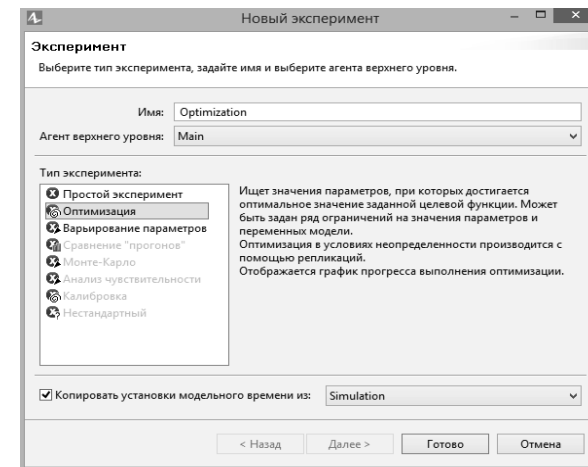 Новый эксперимент
Эксперимент
Выберите тип эксперимента, задайте имя и выберите агента верхнего уровня.
Имя: Optimization
Агент верхнего уровня: Main
Тип эксперимента:
Простой эксперимент
Оптимизация
Варьирование параметров
Сравнение "прогонов"
Монте-Карло
Анализ чувствительности
Калибровка
Нестандартный
Ищет значения параметров, при которых достигается
оптимальное значение заданной целевой функции. Может
быть задан ряд ограничений на значения параметров и
переменных модели.
Оптимизация в условиях неопределенности производится с
помощью репликаций.
Отображается график прогресса выполнения оптимизации.
Копировать установки модельного времени из: Simulation
< Назад Далее > Готово Отмена